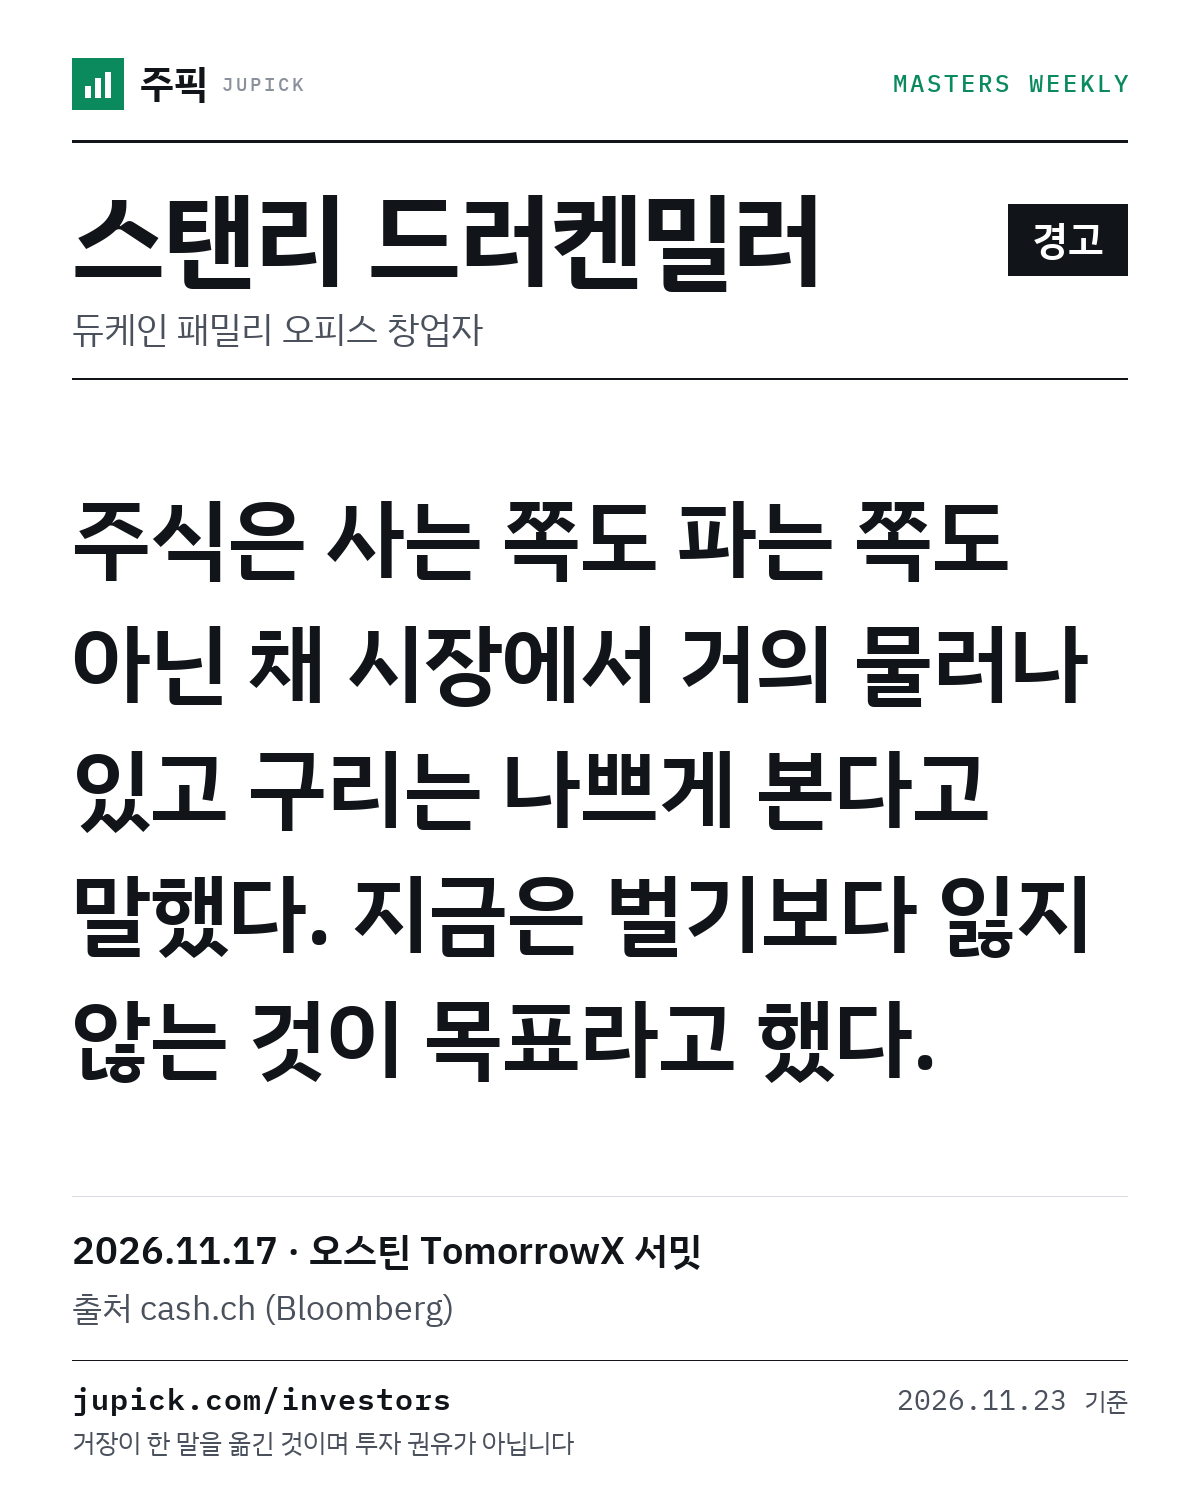 주픽 JUPICK
MASTERS WEEKLY
스탠리 드러켄밀러
경고
듀케인 패밀리 오피스 창업자
주식은 사는 쪽도 파는 쪽도
아닌 채 시장에서 거의 물러나
있고 구리는 나쁘게 본다고
말했다. 지금은 벌기보다 잃지
않는 것이 목표라고 했다.
2026.11.17 · 오스틴 TomorrowX 서밋
출처 cash.ch (Bloomberg)
jupick.com/investors
2026.11.23 기준
거장이 한 말을 옮긴 것이며 투자 권유가 아닙니다